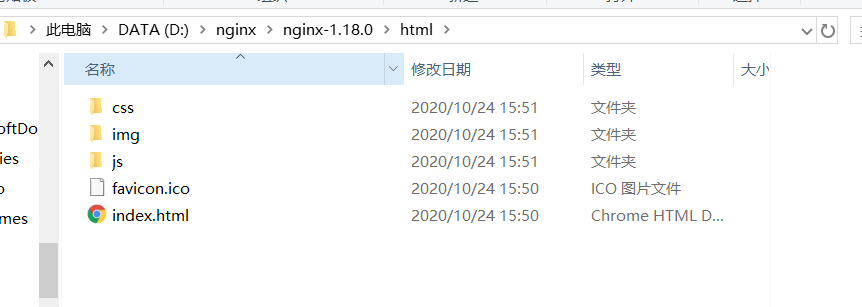 此电脑 > DATA (D:) > nginx > nginx-1.18.0 > html >
名称 修改日期 类型 大小
css 2020/10/24 15:51 文件夹
img 2020/10/24 15:51 文件夹
js 2020/10/24 15:51 文件夹
favicon.ico 2020/10/24 15:50 ICO 图片文件
index.html 2020/10/24 15:50 Chrome HTML D...
oftDo
ies
mes